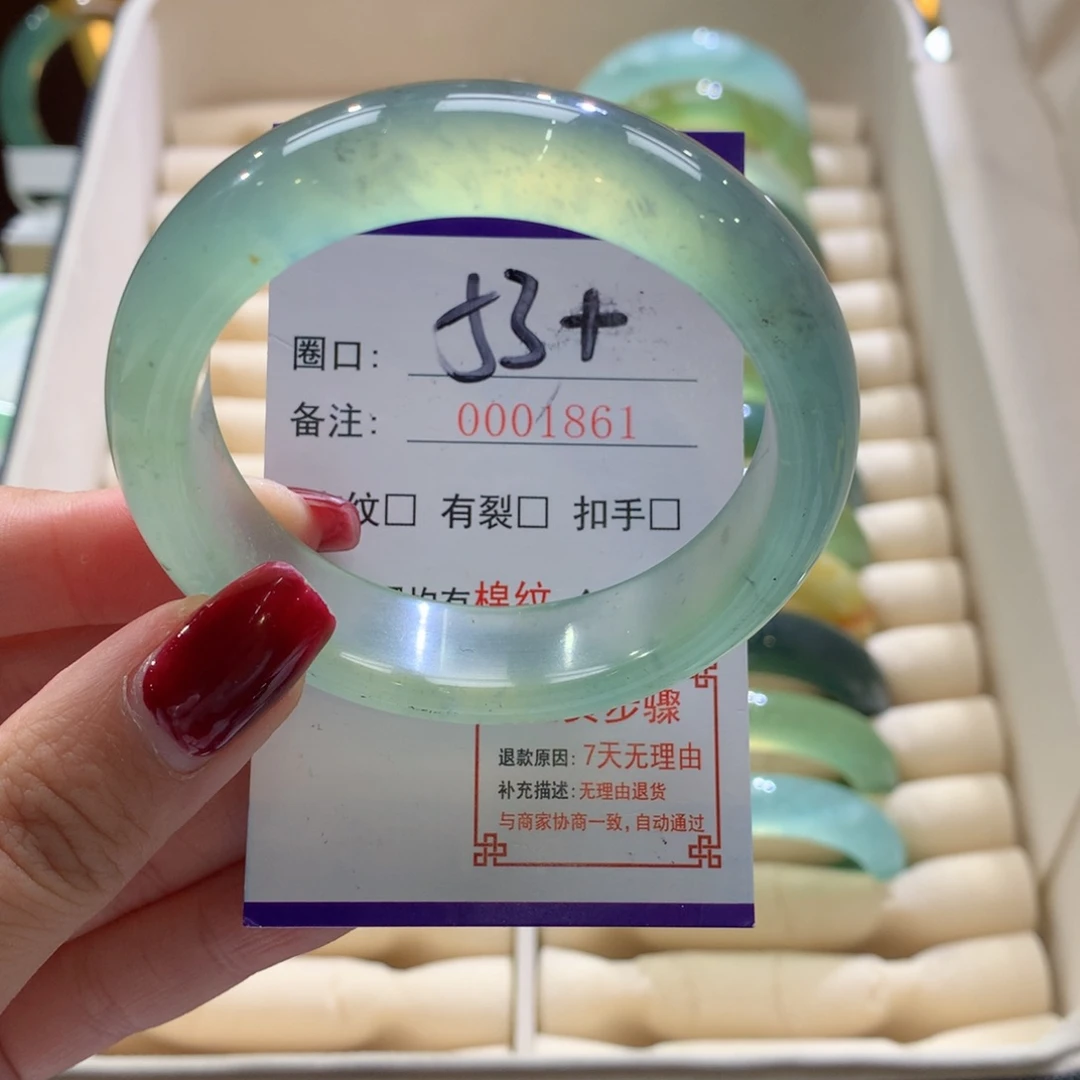 圈口: 53+
备注: 0001861
纹□ 有裂□ 扣手□
均有棉纹
步骤
退款原因: 7天无理由
补充描述: 无理由退货
与商家协商一致, 自动通过